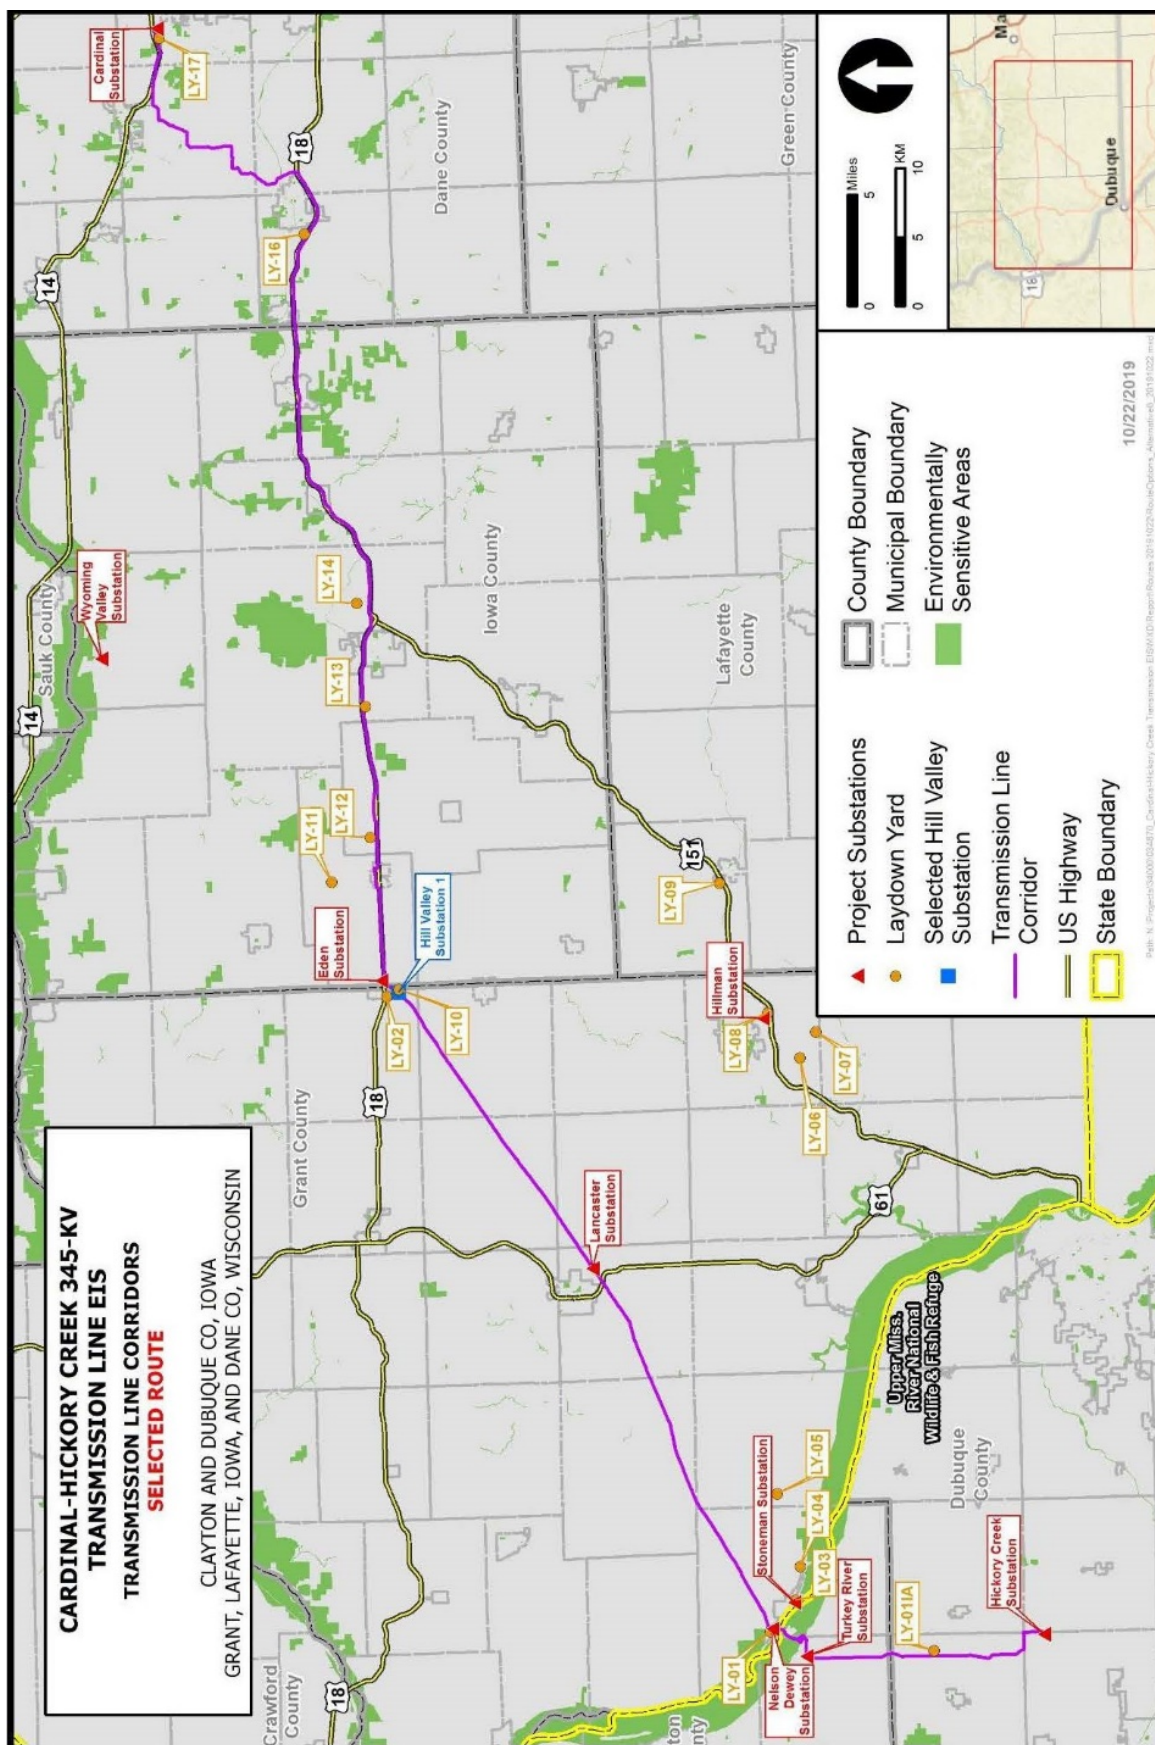 CARDINAL-HICKORY CREEK 345-KV
TRANSMISSION LINE EIS
TRANSMISSION LINE CORRIDORS
SELECTED ROUTE
CLAYTON AND DUBUQUE CO, IOWA
GRANT, LAFAYETTE, IOWA, AND DANE CO, WISCONSIN
14
Sauk County
14
Wyoming
Valley
Substation
Cardinal
Substation
LY-17
Crawford
County
18
Grant County
18
LY-02
Eden
Substation
LY-10
Hill Valley
Substation 1
LY-11
LY-12
LY-13
LY-14
LY-16
18
Iowa County
Dane County
Lancaster
Substation
Green County
Lafayette
County
151
LY-09
Hillman
Substation
LY-08
LY-06
LY-07
61
Stoneman Substation
LY-05
LY-04
LY-03
LY-01
Nelson
Dewey
Substation
Turkey River
Substation
Upper Miss.
River National
Wildlife & Fish Refuge
LY-01IA
Hickory Creek
Substation
Dubuque
County
Project Substations
Laydown Yard
Selected Hill Valley
Substation
Transmission Line
Corridor
US Highway
State Boundary
County Boundary
Municipal Boundary
Environmentally
Sensitive Areas
10/22/2019
Miles
0 5
KM
0 5 10
Ma
18
Dubuque